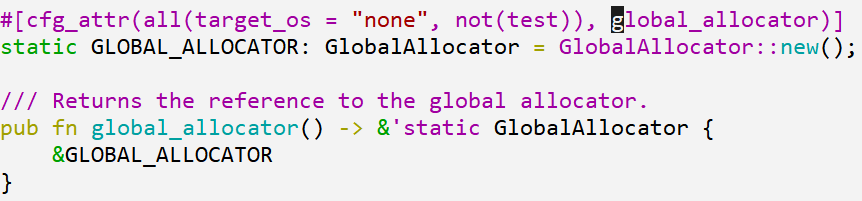 #[cfg_attr(all(target_os = "none", not(test)), global_allocator)]
static GLOBAL_ALLOCATOR: GlobalAllocator = GlobalAllocator::new();
/// Returns the reference to the global allocator.
pub fn global_allocator() -> &'static GlobalAllocator {
    &GLOBAL_ALLOCATOR
}